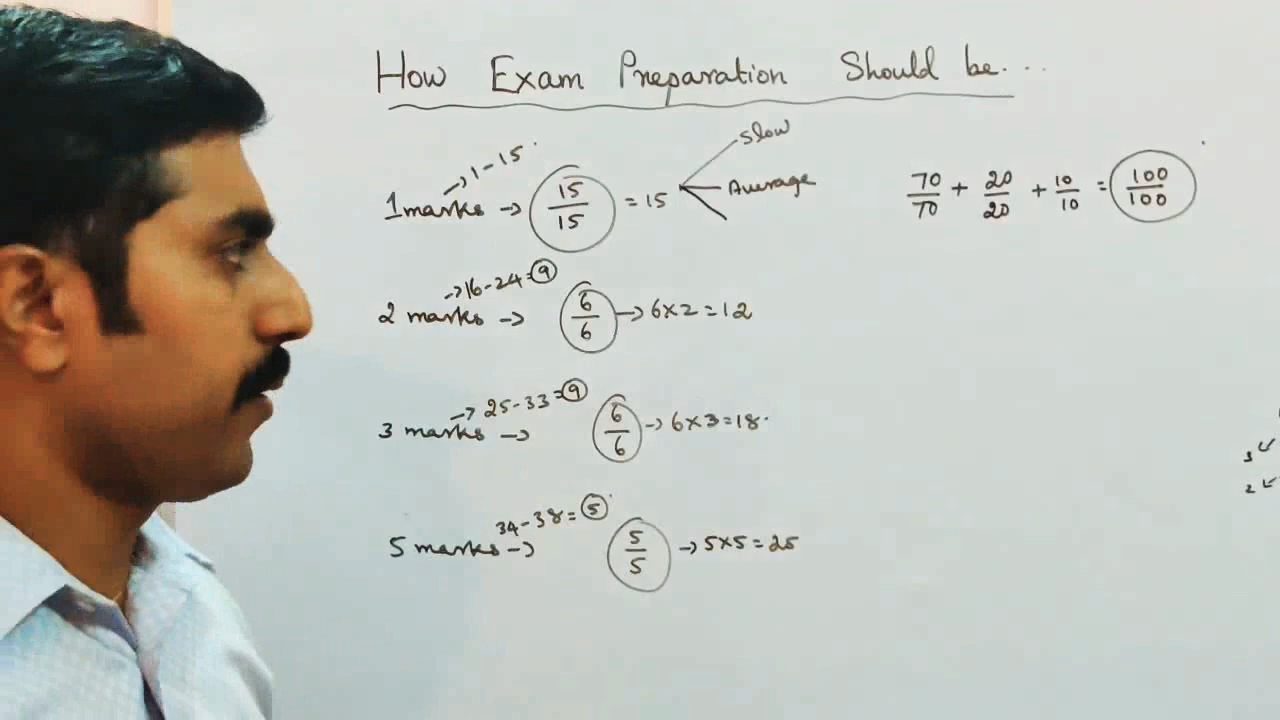 How Exam Preparation Should be...
→ 1 - 15
Slow
1 marks → 15/15 = 15
Average
70/70 + 20/20 + 10/10 = 100/100
→ 16 - 24 = 9
2 marks → 6/6 → 6 × 2 = 12
→ 25 - 33 = 9
3 marks → 6/6 → 6 × 3 = 18
34 - 38 = 5
5 marks → 5/5 → 5 × 5 = 25
3 ↙
2 ↙